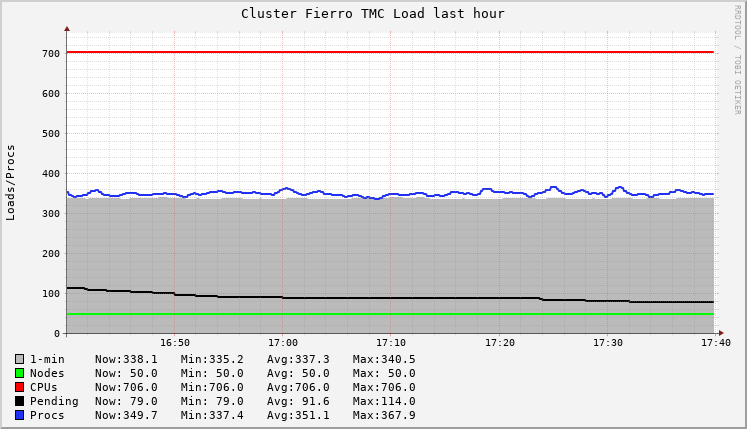 Cluster Fierro TMC Load last hour
RRDTOOL / TOBI OETIKER
Loads/Procs
700
600
500
400
300
200
100
0
16:50 17:00 17:10 17:20 17:30 17:40
1-min Now:338.1 Min:335.2 Avg:337.3 Max:340.5
Nodes Now: 50.0 Min: 50.0 Avg: 50.0 Max: 50.0
CPUs Now:706.0 Min:706.0 Avg:706.0 Max:706.0
Pending Now: 79.0 Min: 79.0 Avg: 91.6 Max:114.0
Procs Now:349.7 Min:337.4 Avg:351.1 Max:367.9